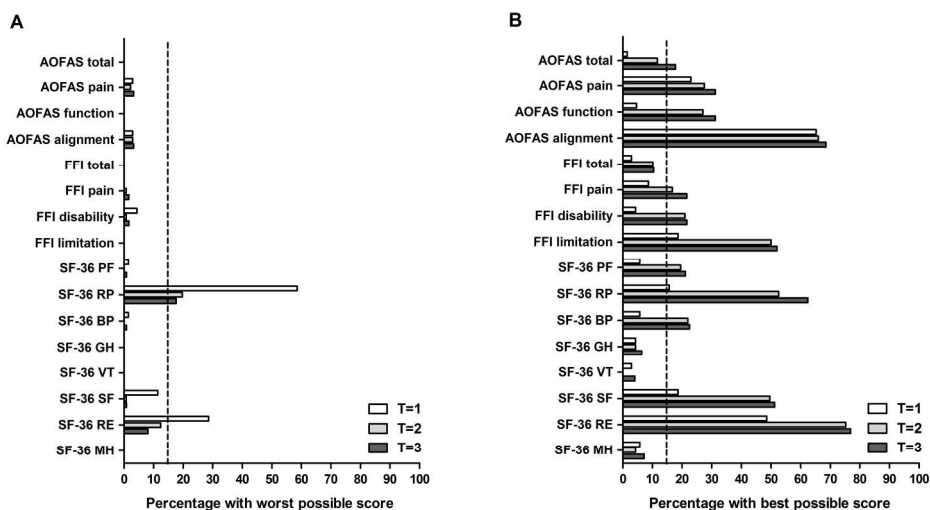 A
AOFAS total
AOFAS pain
AOFAS function
AOFAS alignment
FFI total
FFI pain
FFI disability
FFI limitation
SF-36 PF
SF-36 RP
SF-36 BP
SF-36 GH
SF-36 VT
SF-36 SF
SF-36 RE
SF-36 MH
T=1
T=2
T=3
0 10 20 30 40 50 60 70 80 90 100
Percentage with worst possible score
B
AOFAS total
AOFAS pain
AOFAS function
AOFAS alignment
FFI total
FFI pain
FFI disability
FFI limitation
SF-36 PF
SF-36 RP
SF-36 BP
SF-36 GH
SF-36 VT
SF-36 SF
SF-36 RE
SF-36 MH
T=1
T=2
T=3
0 10 20 30 40 50 60 70 80 90 100
Percentage with best possible score